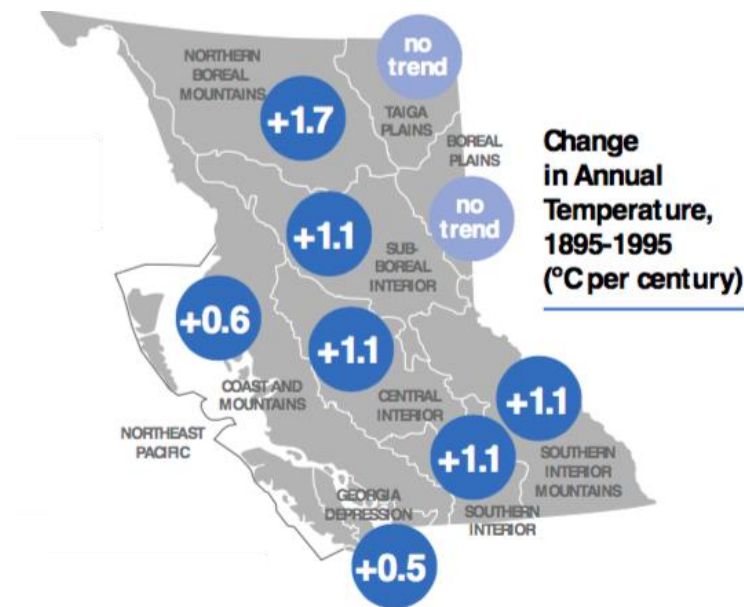 no
trend
NORTHERN
BOREAL
MOUNTAINS
+1.7
TAIGA
PLAINS
BOREAL
PLAINS
Change
in Annual
Temperature,
1895-1995
(°C per century)
no
trend
+1.1
SUB-
BOREAL
INTERIOR
+0.6
+1.1
COAST AND
MOUNTAINS
CENTRAL
INTERIOR
+1.1
NORTHEAST
PACIFIC
+1.1
SOUTHERN
INTERIOR
MOUNTAINS
GEORGIA
DEPRESSION
SOUTHERN
INTERIOR
+0.5